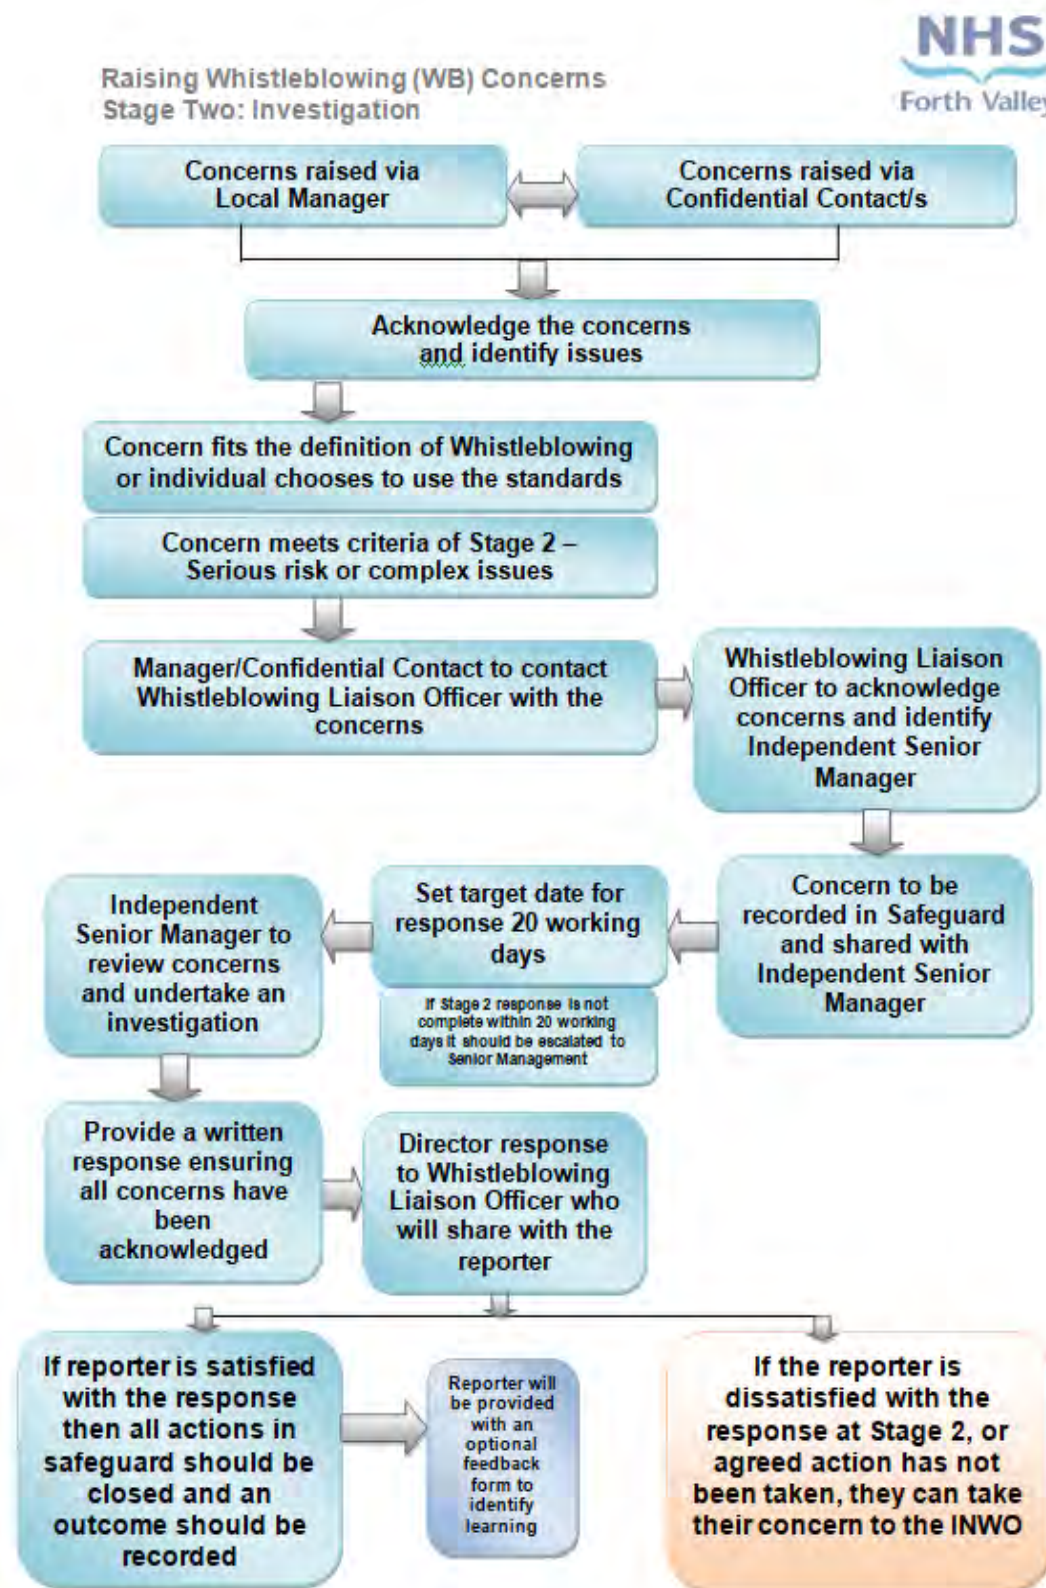 NHS
Forth Valley
Raising Whistleblowing (WB) Concerns
Stage Two: Investigation
Concerns raised via
Local Manager
Concerns raised via
Confidential Contact/s
Acknowledge the concerns
and identify issues
Concern fits the definition of Whistleblowing
or individual chooses to use the standards
Concern meets criteria of Stage 2 –
Serious risk or complex issues
Manager/Confidential Contact to contact
Whistleblowing Liaison Officer with the
concerns
Whistleblowing Liaison
Officer to acknowledge
concerns and identify
Independent Senior
Manager
Concern to be
recorded in Safeguard
and shared with
Independent Senior
Manager
Set target date for
response 20 working
days
If Stage 2 response is not
complete within 20 working
days it should be escalated to
Senior Management
Independent
Senior Manager to
review concerns
and undertake an
investigation
Provide a written
response ensuring
all concerns have
been
acknowledged
Director response
to Whistleblowing
Liaison Officer who
will share with the
reporter
If reporter is satisfied
with the response
then all actions in
safeguard should be
closed and an
outcome should be
recorded
Reporter will
be provided
with an
optional
feedback
form to
identify
learning
If the reporter is
dissatisfied with the
response at Stage 2, or
agreed action has not
been taken, they can take
their concern to the INWO